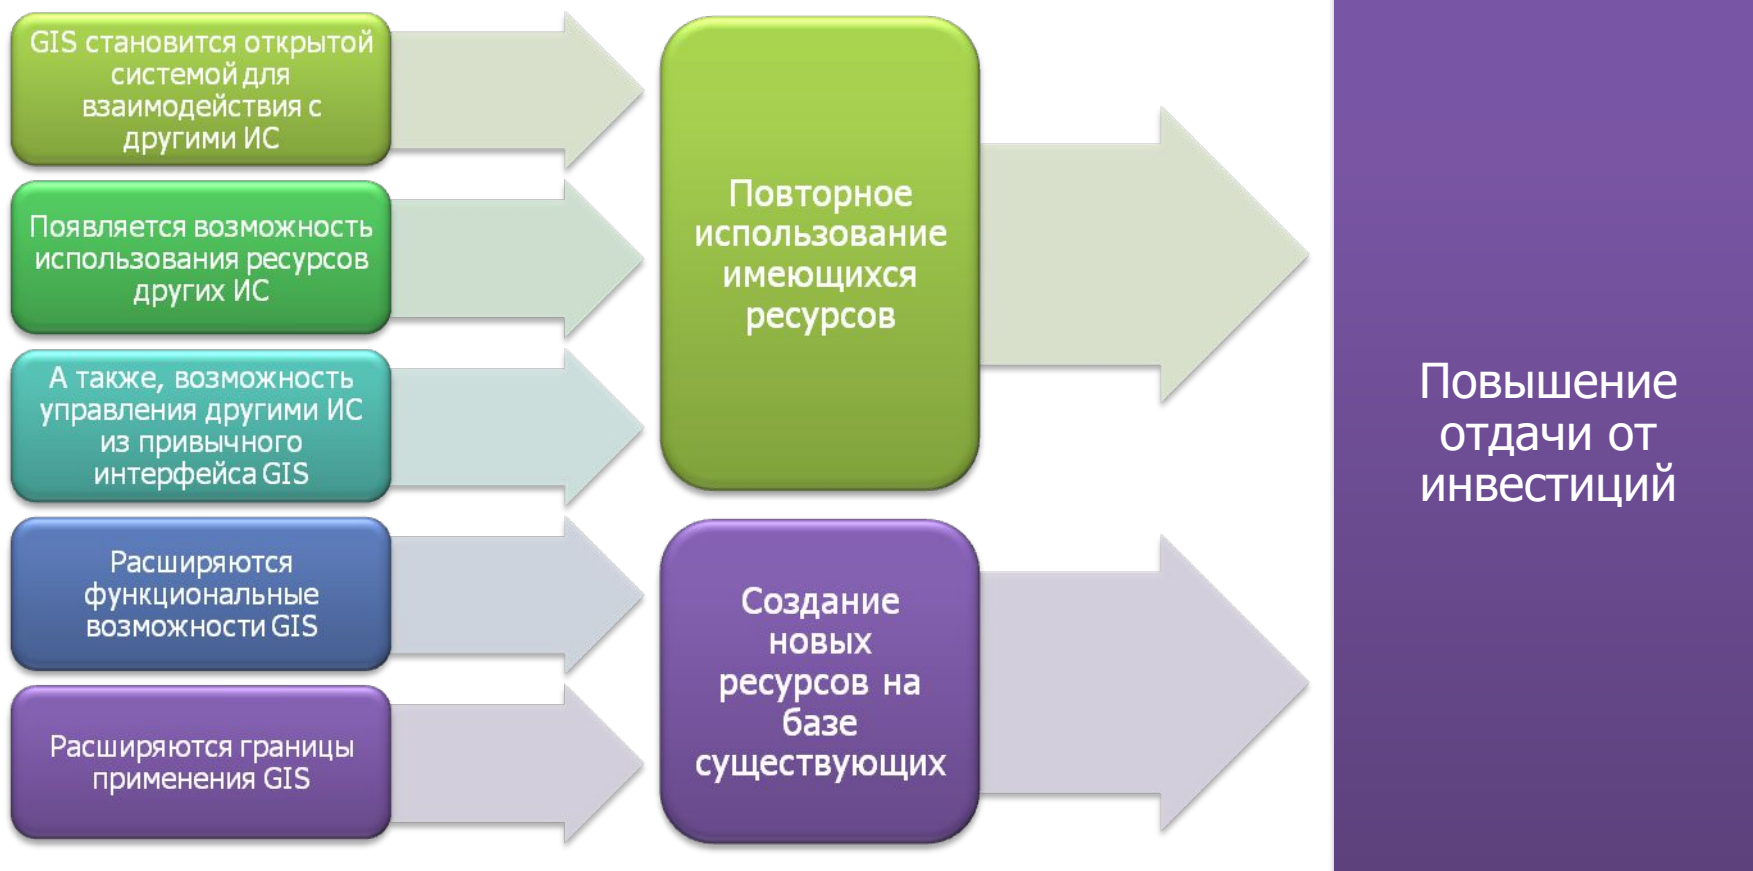 GIS становится открытой
системой для
взаимодействия с
другими ИС
Появляется возможность
использования ресурсов
других ИС
А также, возможность
управления другими ИС
из привычного
интерфейса GIS
Расширяются
функциональные
возможности GIS
Расширяются границы
применения GIS
Повторное
использование
имеющихся
ресурсов
Создание
новых
ресурсов на
базе
существующих
Повышение
отдачи от
инвестиций